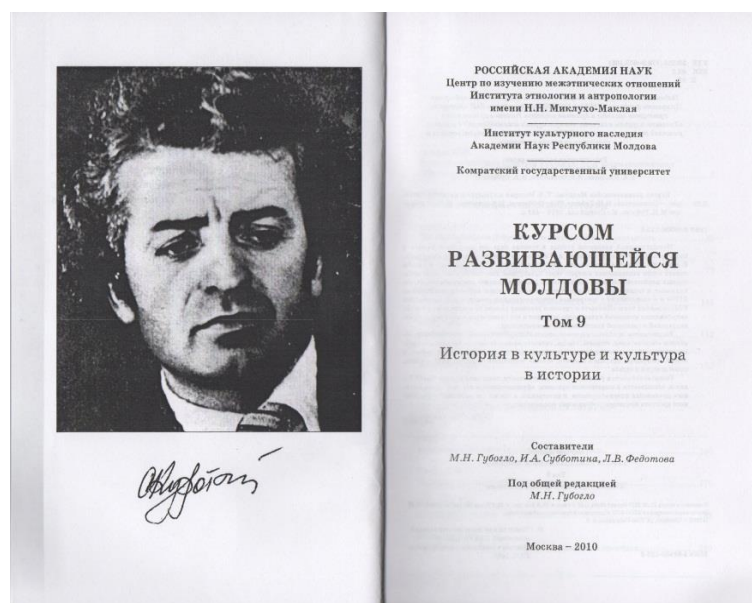 РОССИЙСКАЯ АКАДЕМИЯ НАУК
Центр по изучению межэтнических отношений
Института этнологии и антропологии
имени Н.Н. Миклухо-Маклая
Институт культурного наследия
Академии Наук Республики Молдова
Комратский государственный университет
КУРСОМ
РАЗВИВАЮЩЕЙСЯ
МОЛДОВЫ
Том 9
История в культуре и культура
в истории
Составители
М.Н. Губогло, И.А. Субботина, Л.В. Федотова
Под общей редакцией
М.Н. Губогло
Москва – 2010